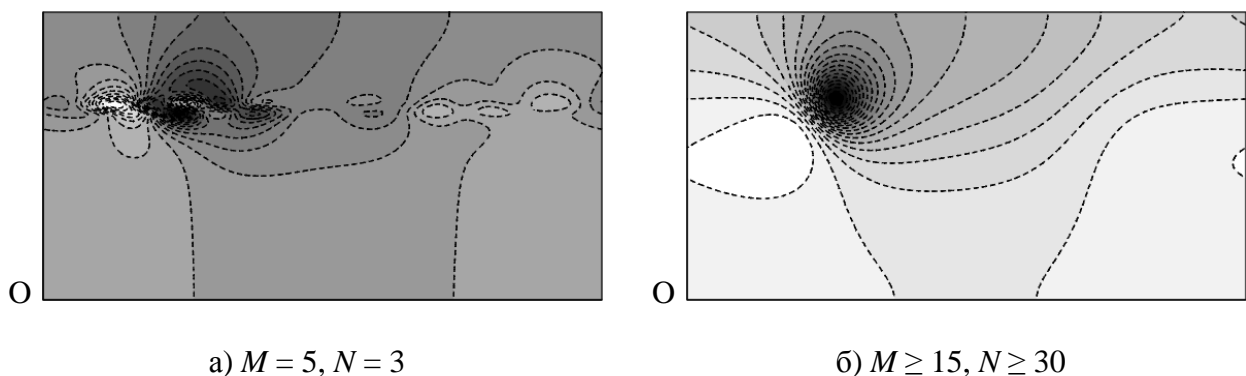 O
O
а) M = 5, N = 3
б) M ≥ 15, N ≥ 30